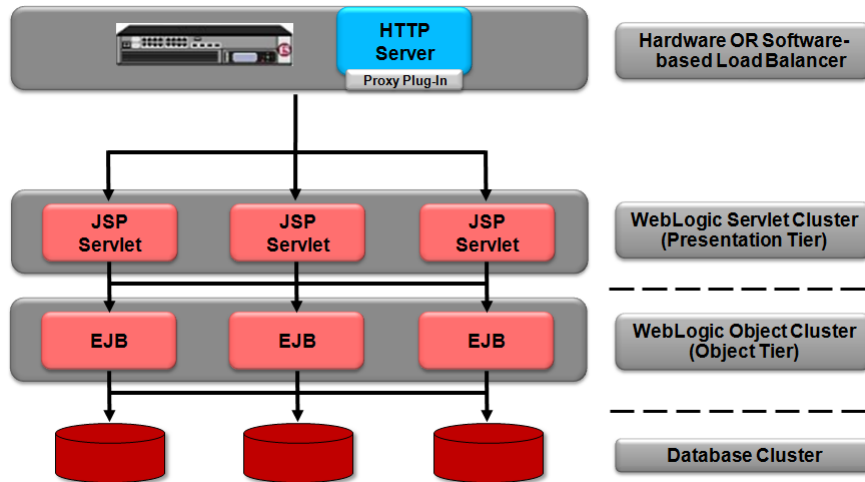 HTTP
Server
Proxy Plug-In
Hardware OR Software-
based Load Balancer
JSP
Servlet
JSP
Servlet
JSP
Servlet
WebLogic Servlet Cluster
(Presentation Tier)
EJB
EJB
EJB
WebLogic Object Cluster
(Object Tier)
Database Cluster